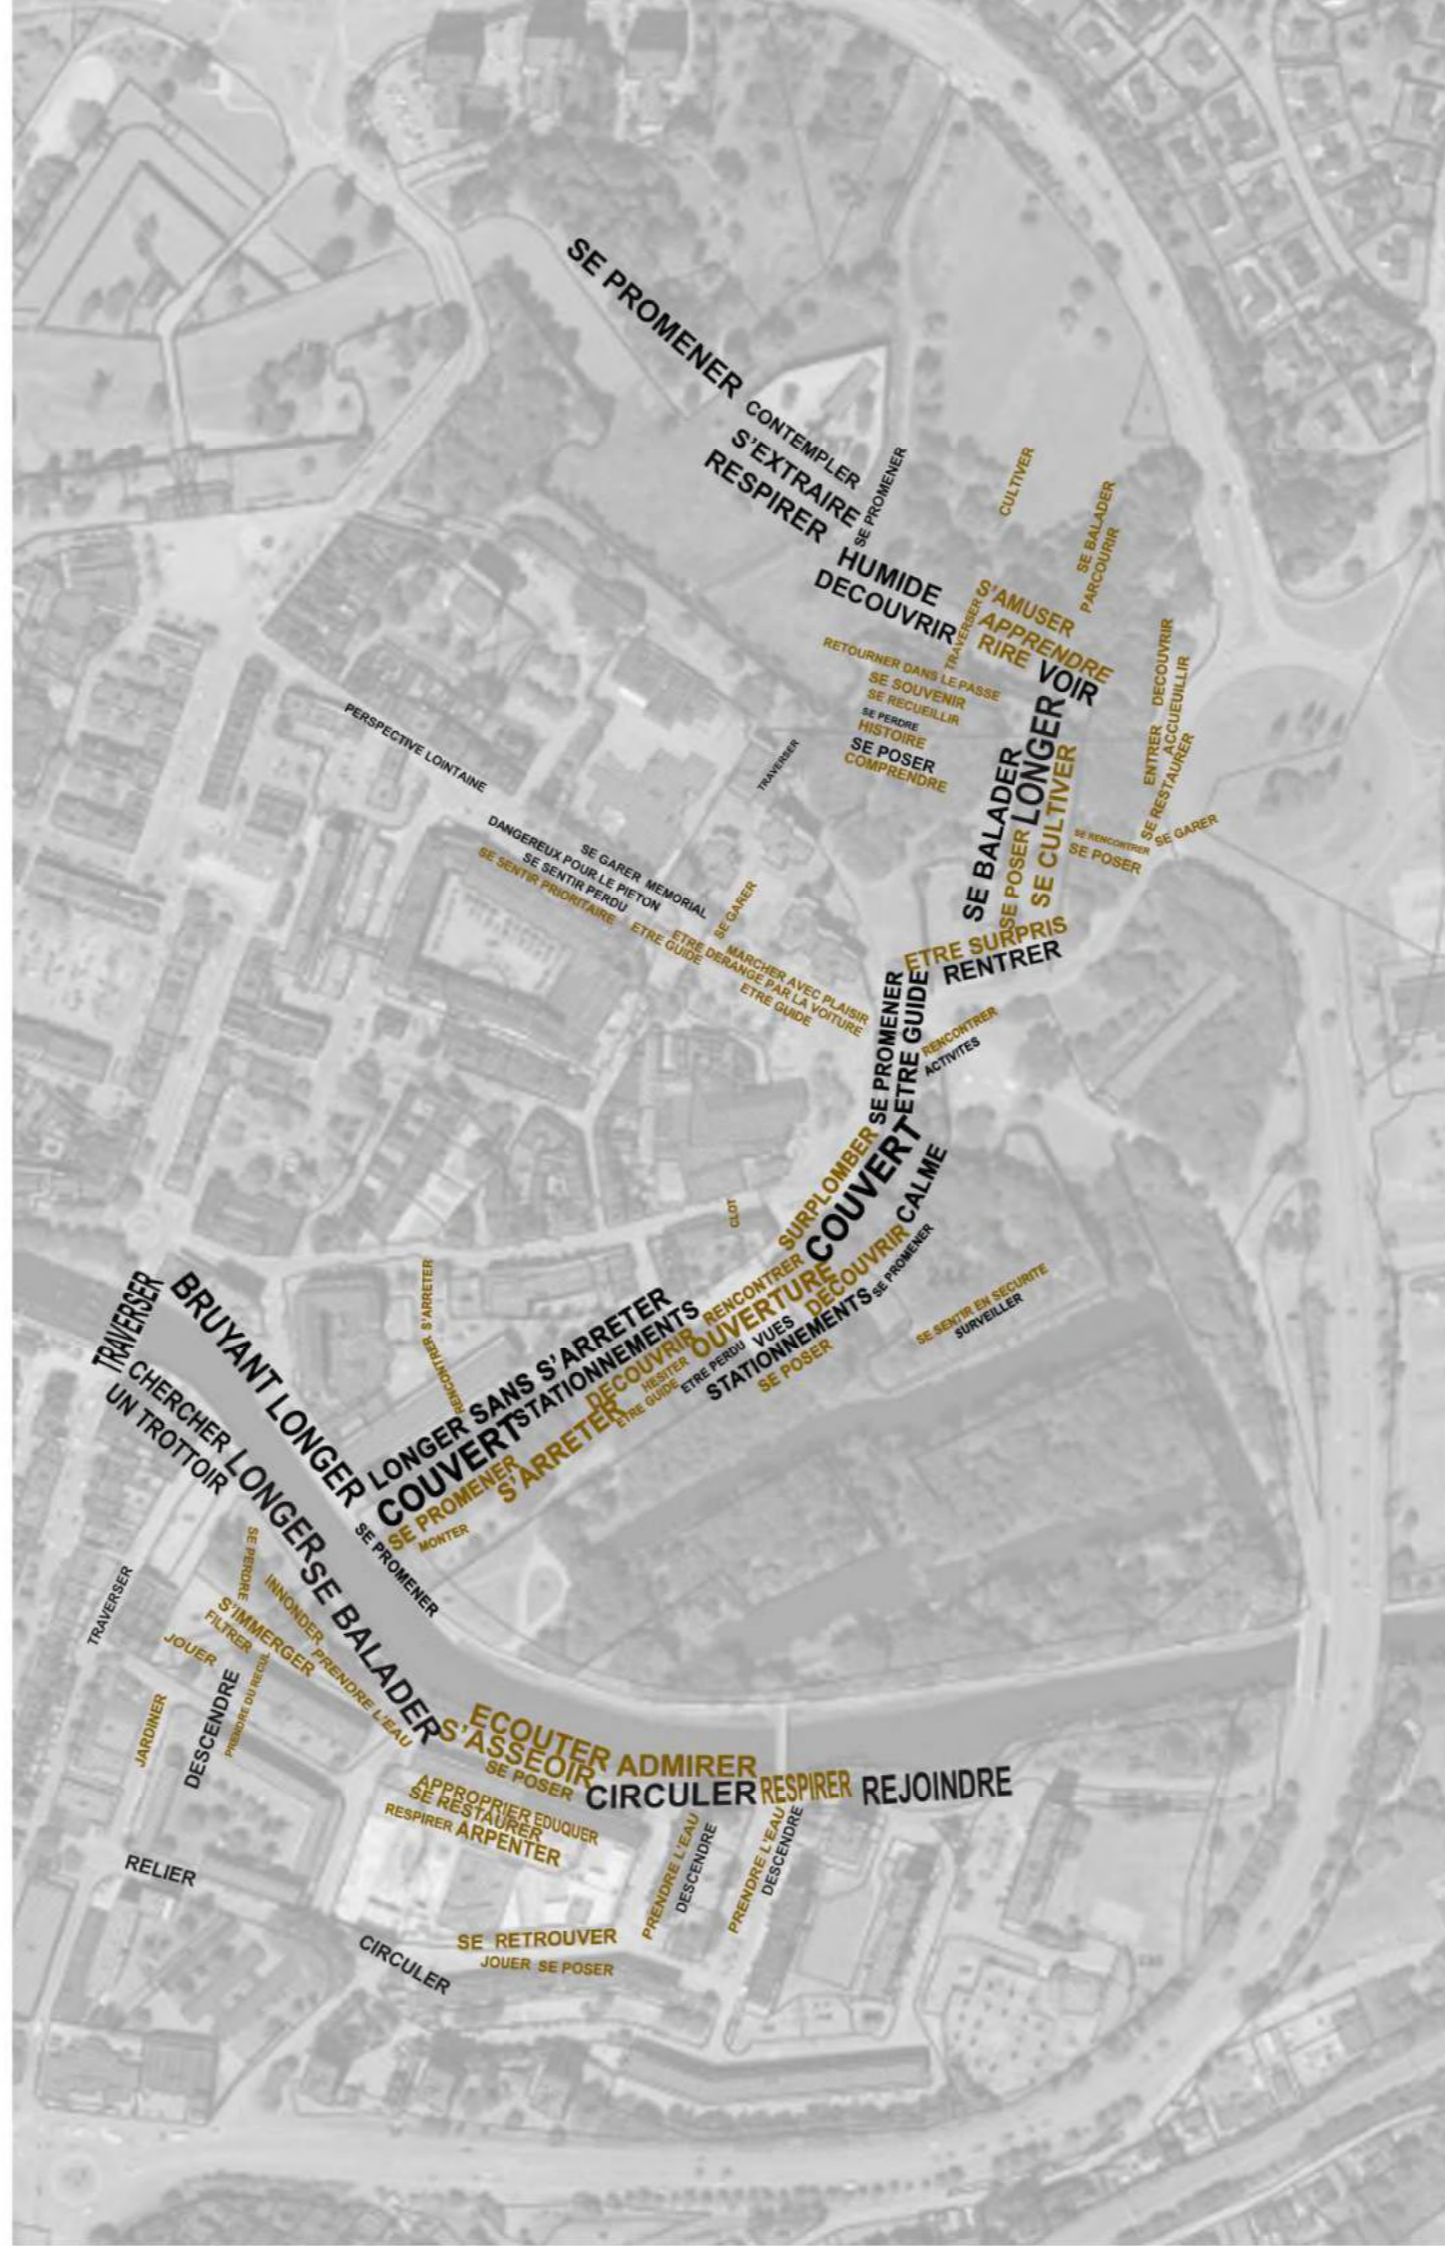 SE PROMENER
CONTEMPLER
S'EXTRAIRE
RESPIRER
SE PROMENER
CULTIVER
SE BALADER
PARCOURIR
HUMIDE
DECOUVRIR
TRAVERSER
S'AMUSER
APPRENDRE
RIRE
VOIR
RETOURNER DANS LE PASSE
SE SOUVENIR
SE RECUEILLIR
SE PERDRE
HISTOIRE
SE POSER
COMPRENDRE
ENTRER DECOUVRIR
ACCUEUILLIR
SE RESTAURER
SE GARER
SE RENCONTRER
SE POSER
LONGER
SE BALADER
SE POSER
SE CULTIVER
PERSPECTIVE LOINTAINE
TRAVERSER
SE GARER MEMORIAL
DANGEREUX POUR LE PIETON
SE SENTIR PERDU
SE SENTIR PRIORITAIRE
SE GARER
ETRE GUIDE
MARCHER AVEC PLAISIR
ETRE DERANGE PAR LA VOITURE
ETRE GUIDE
ETRE SURPRIS
RENTRER
SE PROMENER
ETRE GUIDE
RENCONTRER
ACTIVITES
SURPLOMBER
COUVERT
CALME
CLOT
RENCONTRER
OUVERTURE
DECOUVRIR
SE PROMENER
VUES
STATIONNEMENTS
SE POSER
SE SENTIR EN SECURITE
SURVEILLER
RENCONTRER S'ARRETER
LONGER SANS S'ARRETER
STATIONNEMENTS
COUVERT
DECOUVRIR
HESITER
ETRE PERDU
ETRE GUIDE
S'ARRETER
SE PROMENER
MONTER
TRAVERSER
BRUYANT LONGER
SE PROMENER
CHERCHER
UN TROTTOIR
LONGER
SE BALADER
TRAVERSER
SE PERDRE
INNONDER
S'IMMERGER
FILTRER
PRENDRE L'EAU
JOUER
DESCENDRE
PRENDRE DU RECUL
JARDINER
ECOUTER
S'ASSEOIR
SE POSER
ADMIRER
CIRCULER
RESPIRER
REJOINDRE
APPROPRIER
EDUQUER
SE RESTAURER
RESPIRER
ARPENTER
PRENDRE L'EAU
DESCENDRE
PRENDRE L'EAU
DESCENDRE
RELIER
CIRCULER
SE RETROUVER
JOUER SE POSER